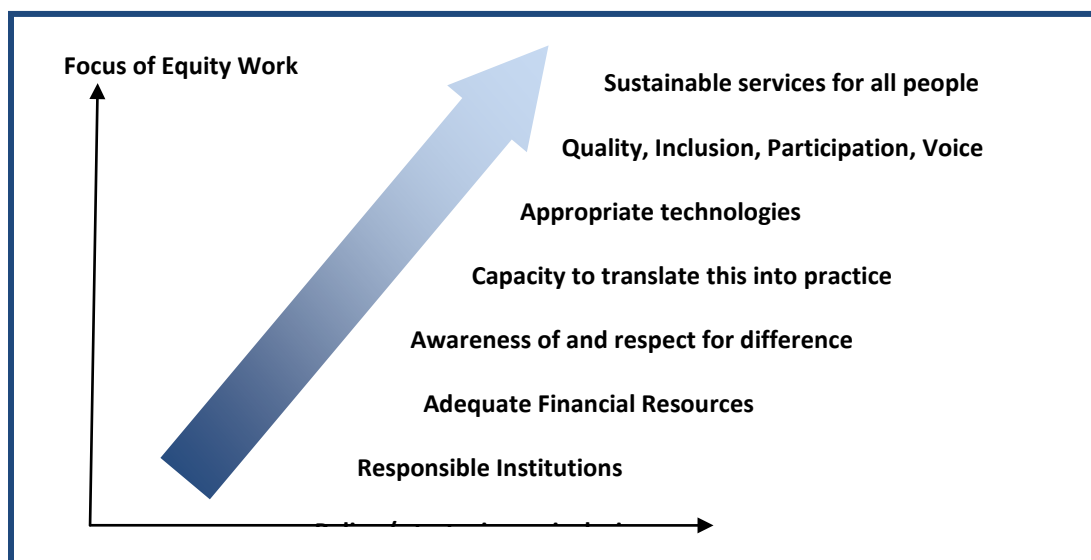 Focus of Equity Work
Sustainable services for all people
Quality, Inclusion, Participation, Voice
Appropriate technologies
Capacity to translate this into practice
Awareness of and respect for difference
Adequate Financial Resources
Responsible Institutions